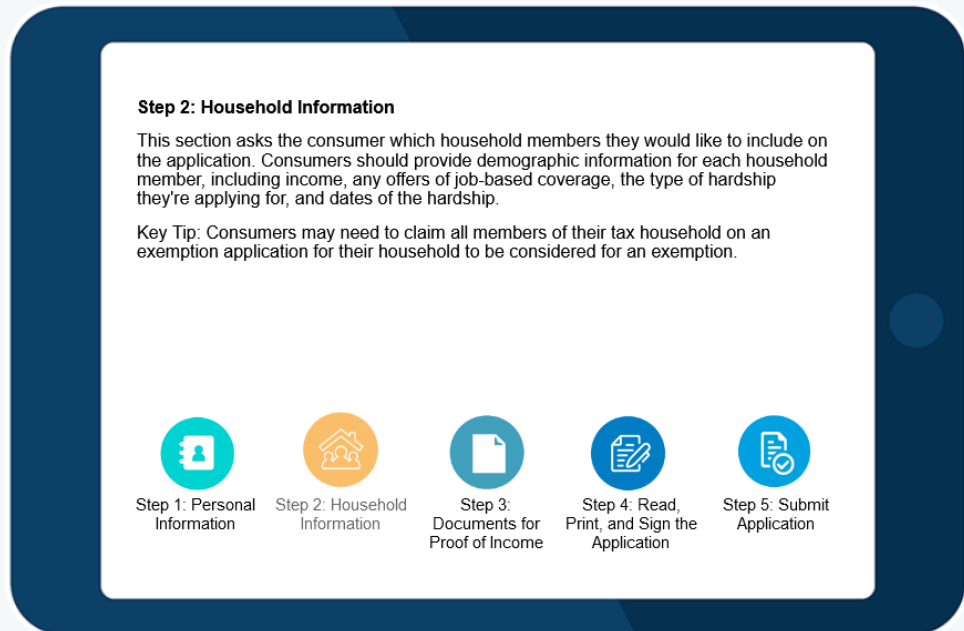 Step 2: Household Information
This section asks the consumer which household members they would like to include on
the application. Consumers should provide demographic information for each household
member, including income, any offers of job-based coverage, the type of hardship
they're applying for, and dates of the hardship.
Key Tip: Consumers may need to claim all members of their tax household on an
exemption application for their household to be considered for an exemption.
Step 1: Personal
Information
Step 2: Household
Information
Step 3:
Documents for
Proof of Income
Step 4: Read,
Print, and Sign the
Application
Step 5: Submit
Application